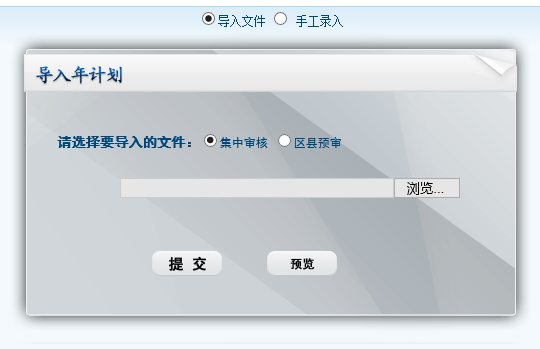 导入文件 手工录入
导入年计划
请选择要导入的文件： 集中审核 区县预审
浏览...
提 交 预览